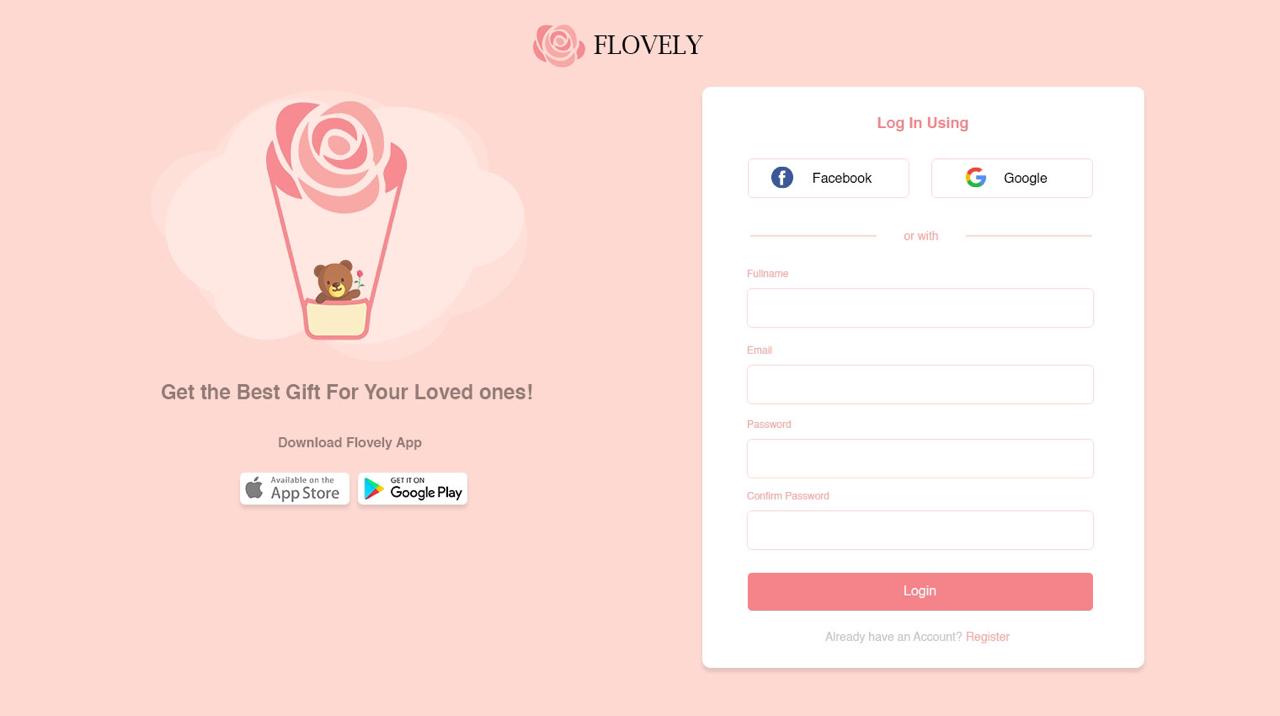 FLOVELY
Get the Best Gift For Your Loved ones!
Download Flovely App
Available on the
App Store
GET IT ON
Google Play
Log In Using
Facebook
Google
or with
Fullname
Email
Password
Confirm Password
Login
Already have an Account? Register